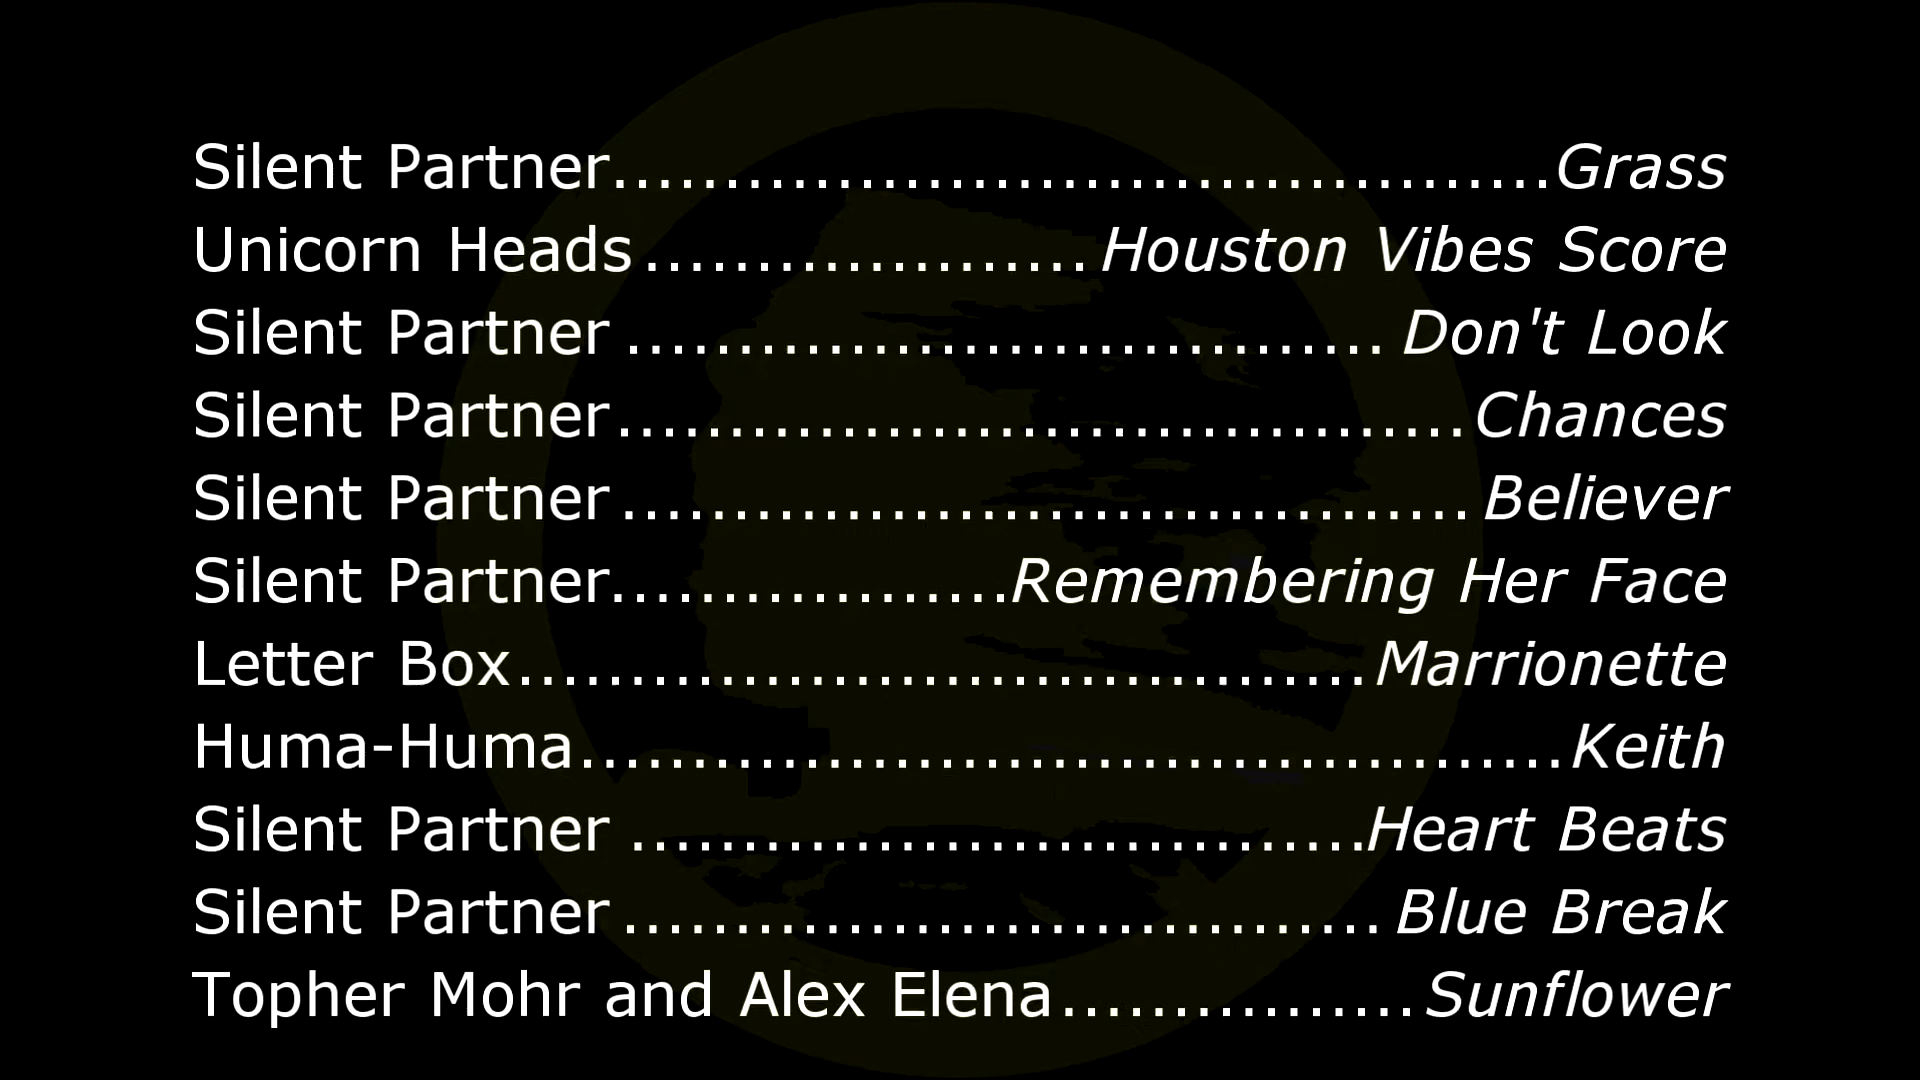 Silent Partner..........................................Grass
Unicorn Heads....................Houston Vibes Score
Silent Partner..................................Don't Look
Silent Partner......................................Chances
Silent Partner......................................Believer
Silent Partner..................Remembering Her Face
Letter Box......................................Marrionette
Huma-Huma............................................Keith
Silent Partner.................................Heart Beats
Silent Partner..................................Blue Break
Topher Mohr and Alex Elena................Sunflower